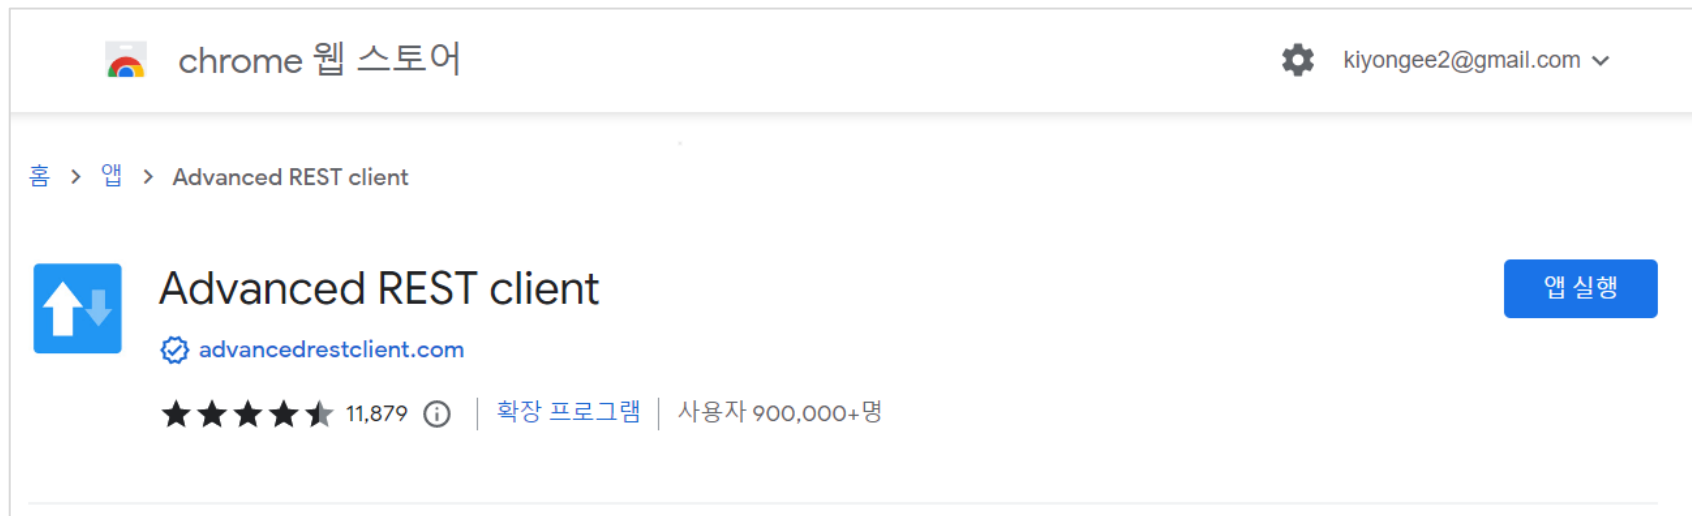 chrome 웹 스토어
kiyongee2@gmail.com
홈 > 앱 > Advanced REST client
Advanced REST client
앱 실행
advancedrestclient.com
11,879 | 확장 프로그램 | 사용자 900,000+명